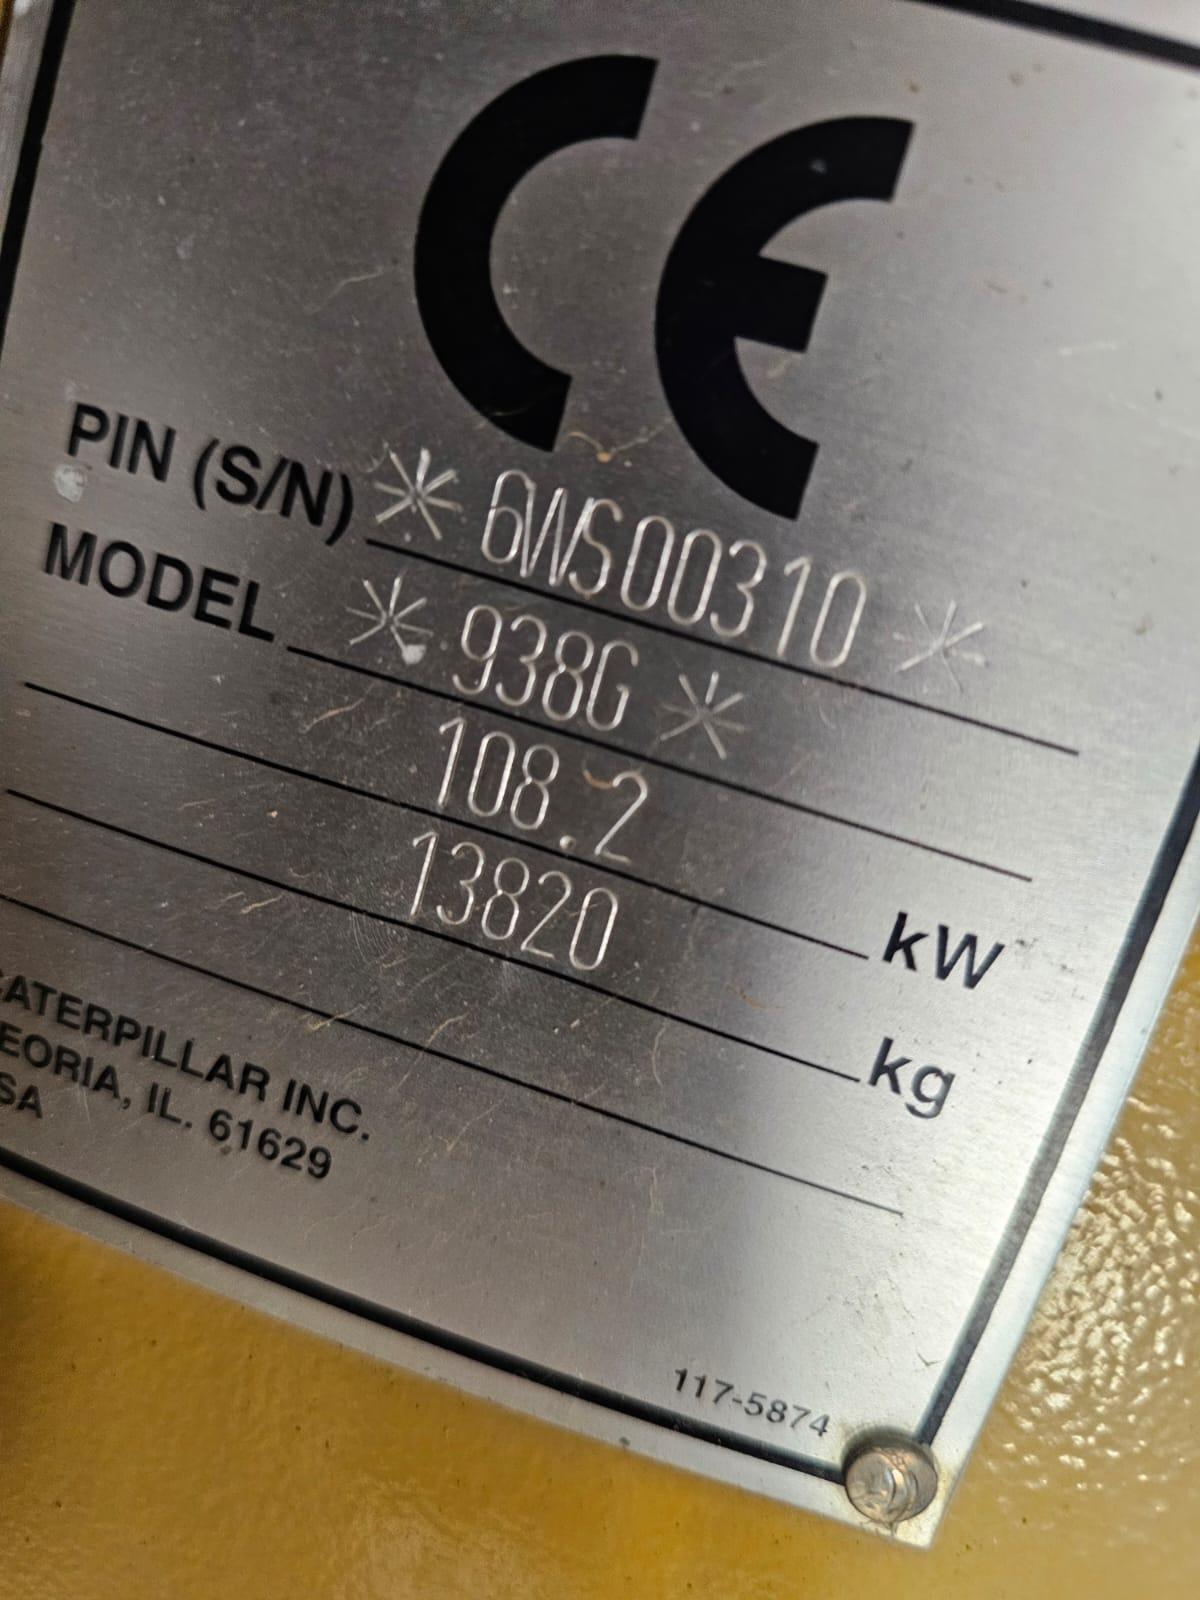 CE
PIN (S/N) *6WS00310*
MODEL *938G*
108.2 kW
13820 kg
CATERPILLAR INC.
EORIA, IL. 61629
SA
117-5874